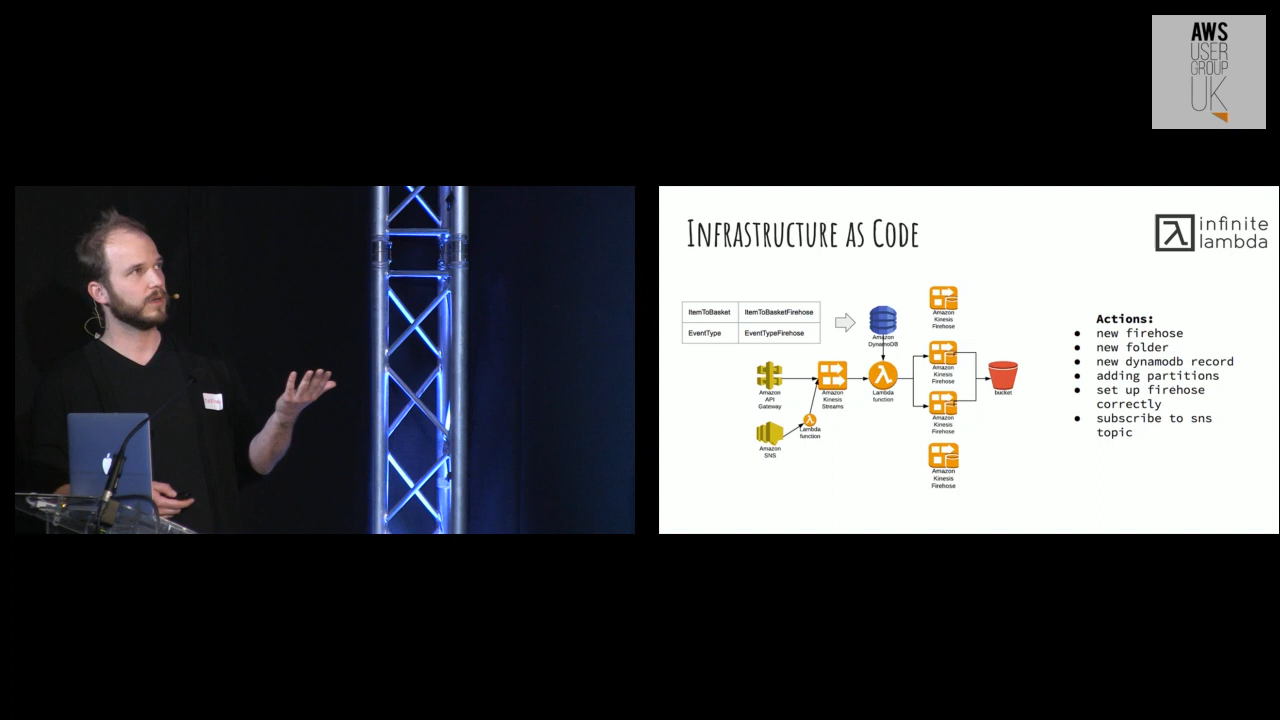 AWS
USER
GROUP
UK
INFRASTRUCTURE AS CODE
infinite
lambda
ItemToBasket ItemToBasketFirehose
EventType EventTypeFirehose
Amazon
DynamoDB
Amazon
Kinesis
Firehose
Amazon
Kinesis
Firehose
Amazon
API
Gateway
Amazon
Kinesis
Streams
Lambda
function
bucket
Amazon
Kinesis
Firehose
Lambda
function
Amazon
SNS
Amazon
Kinesis
Firehose
Actions:
● new firehose
● new folder
● new dynamodb record
● adding partitions
● set up firehose
correctly
● subscribe to sns
topic